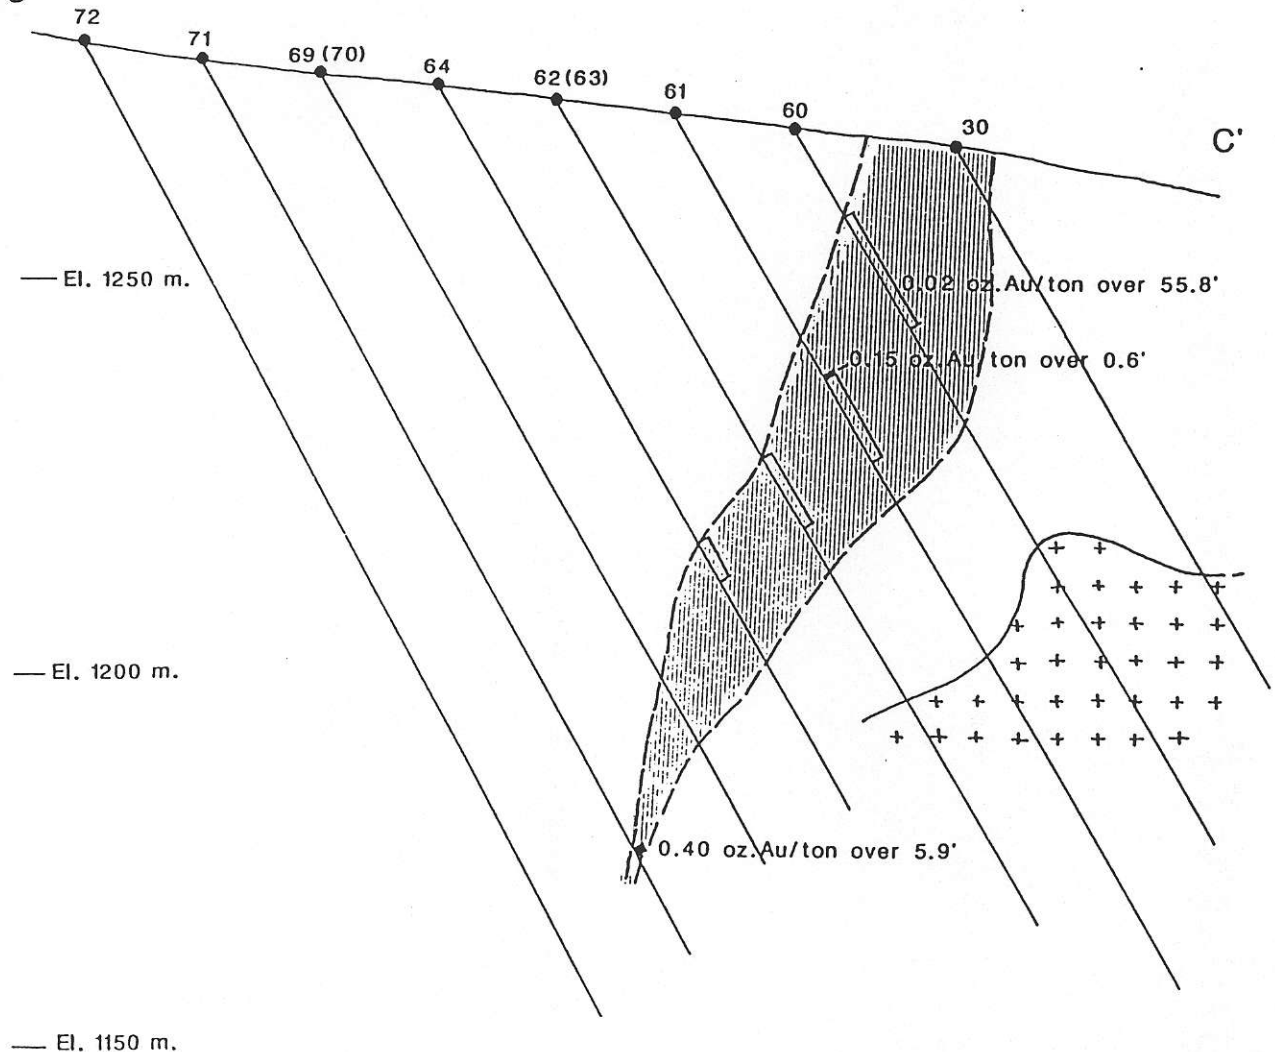 72
71
69 (70)
64
62(63)
61
60
30
C'
El. 1250 m.
0.02 oz.Au/ton over 55.8'
0.15 oz.Au/ton over 0.6'
El. 1200 m.
0.40 oz.Au/ton over 5.9'
El. 1150 m.